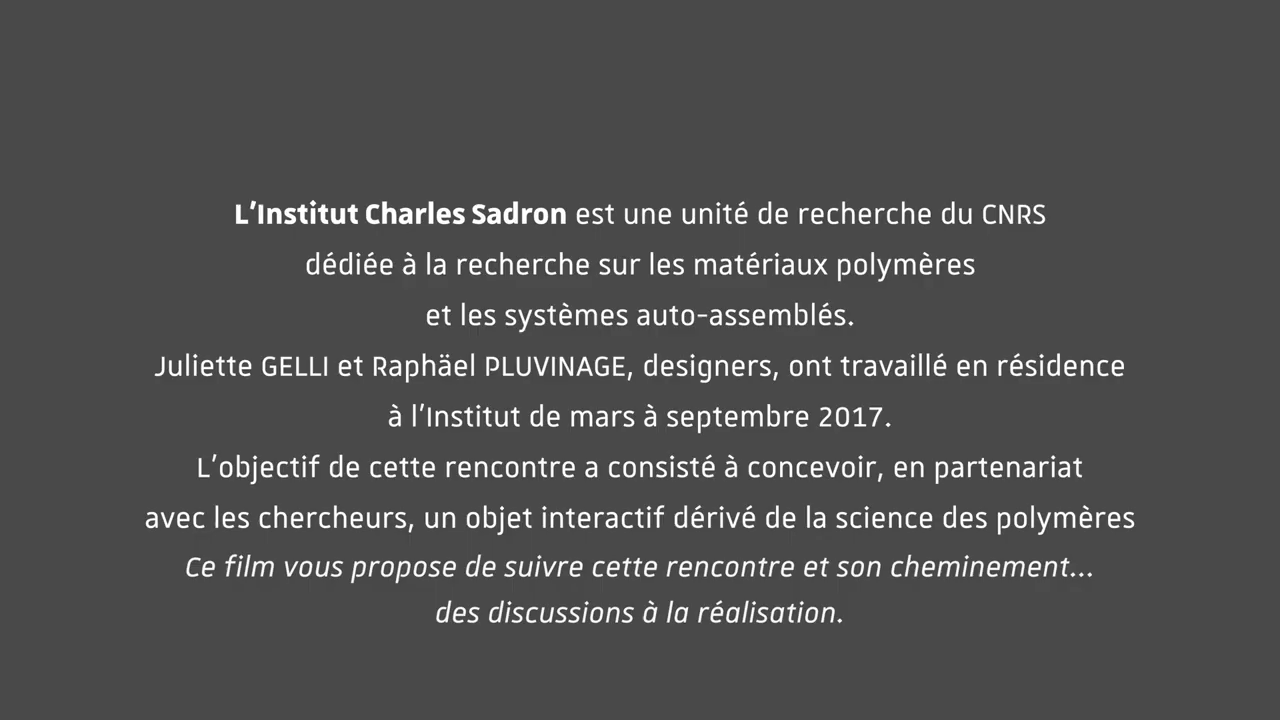 L'Institut Charles Sadron est une unité de recherche du CNRS
dédiée à la recherche sur les matériaux polymères
et les systèmes auto-assemblés.
Juliette GELLI et Raphäel PLUVINAGE, designers, ont travaillé en résidence
à l'Institut de mars à septembre 2017.
L'objectif de cette rencontre a consisté à concevoir, en partenariat
avec les chercheurs, un objet interactif dérivé de la science des polymères
Ce film vous propose de suivre cette rencontre et son cheminement...
des discussions à la réalisation.